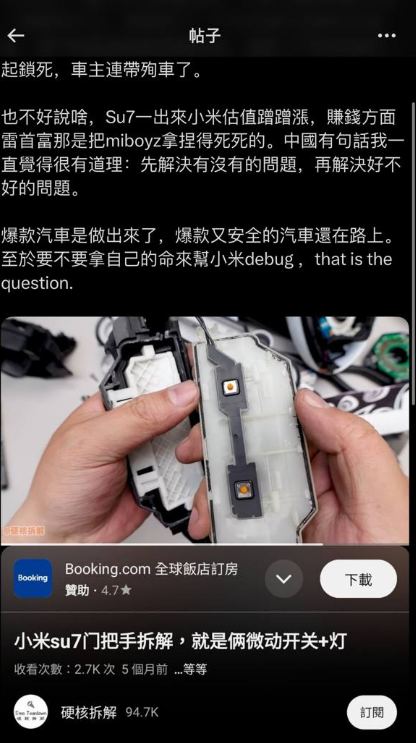 帖子
起鎖死，車主連帶殉車了。
也不好說啥，Su7一出來小米估值蹭蹭漲，賺錢方面
雷首富那是把miboyz拿捏得死死的。中國有句話我一
直覺得很有道理：先解決有沒有的問題，再解決好不
好的問題。
爆款汽車是做出來了，爆款又安全的汽車還在路上。
至於要不要拿自己的命來幫小米debug ，that is the
question.
@硬核拆解
Booking
Booking.com 全球飯店訂房
贊助 · 4.7★
下載
小米su7门把手拆解，就是俩微动开关+灯
收看次數：2.7K 次 5 個月前 ...等等
硬核拆解 94.7K
訂閱